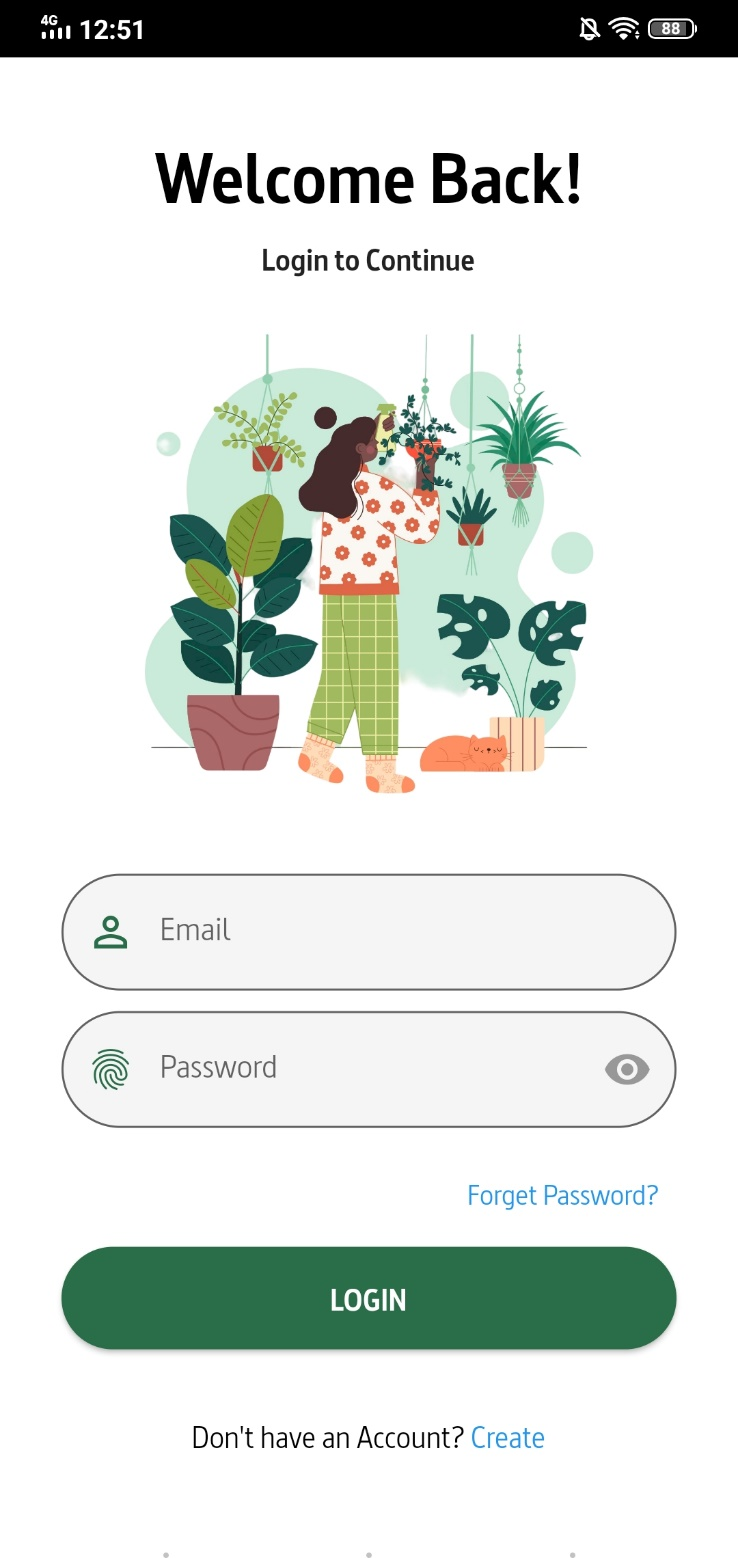 4G
12:51
88
Welcome Back!
Login to Continue
Email
Password
Forget Password?
LOGIN
Don't have an Account? Create